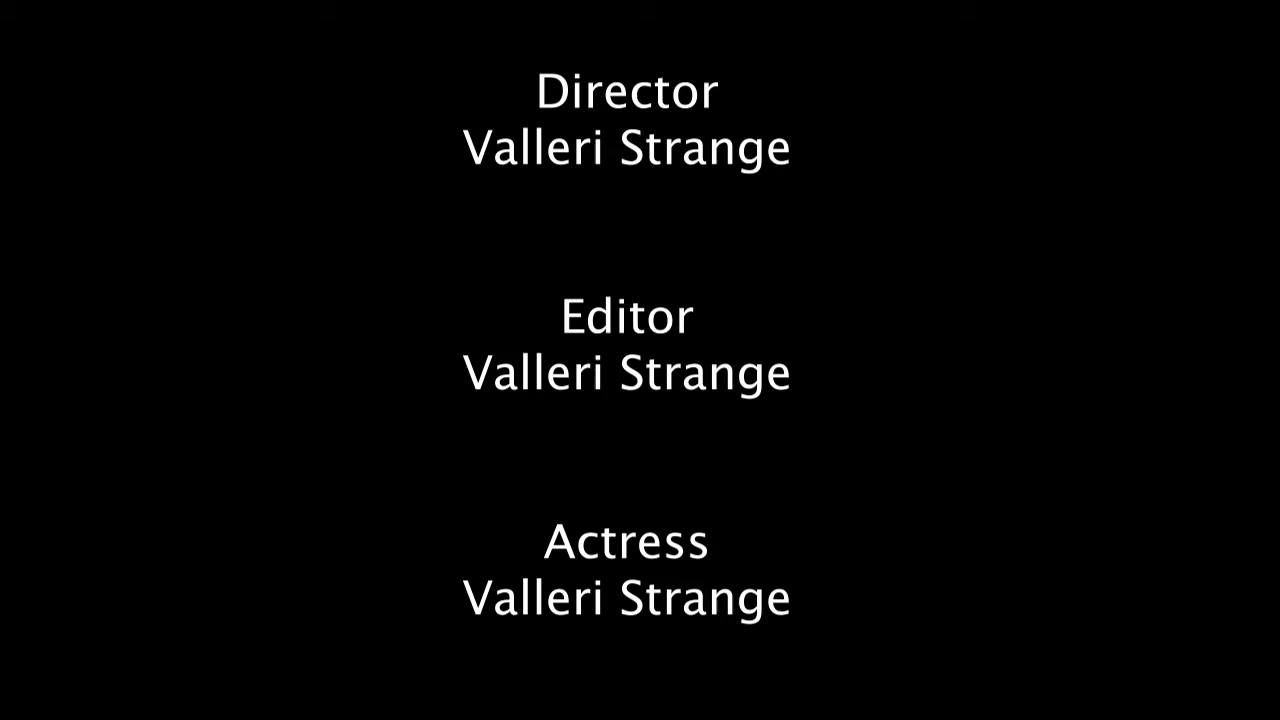 Director
Valleri Strange
Editor
Valleri Strange
Actress
Valleri Strange